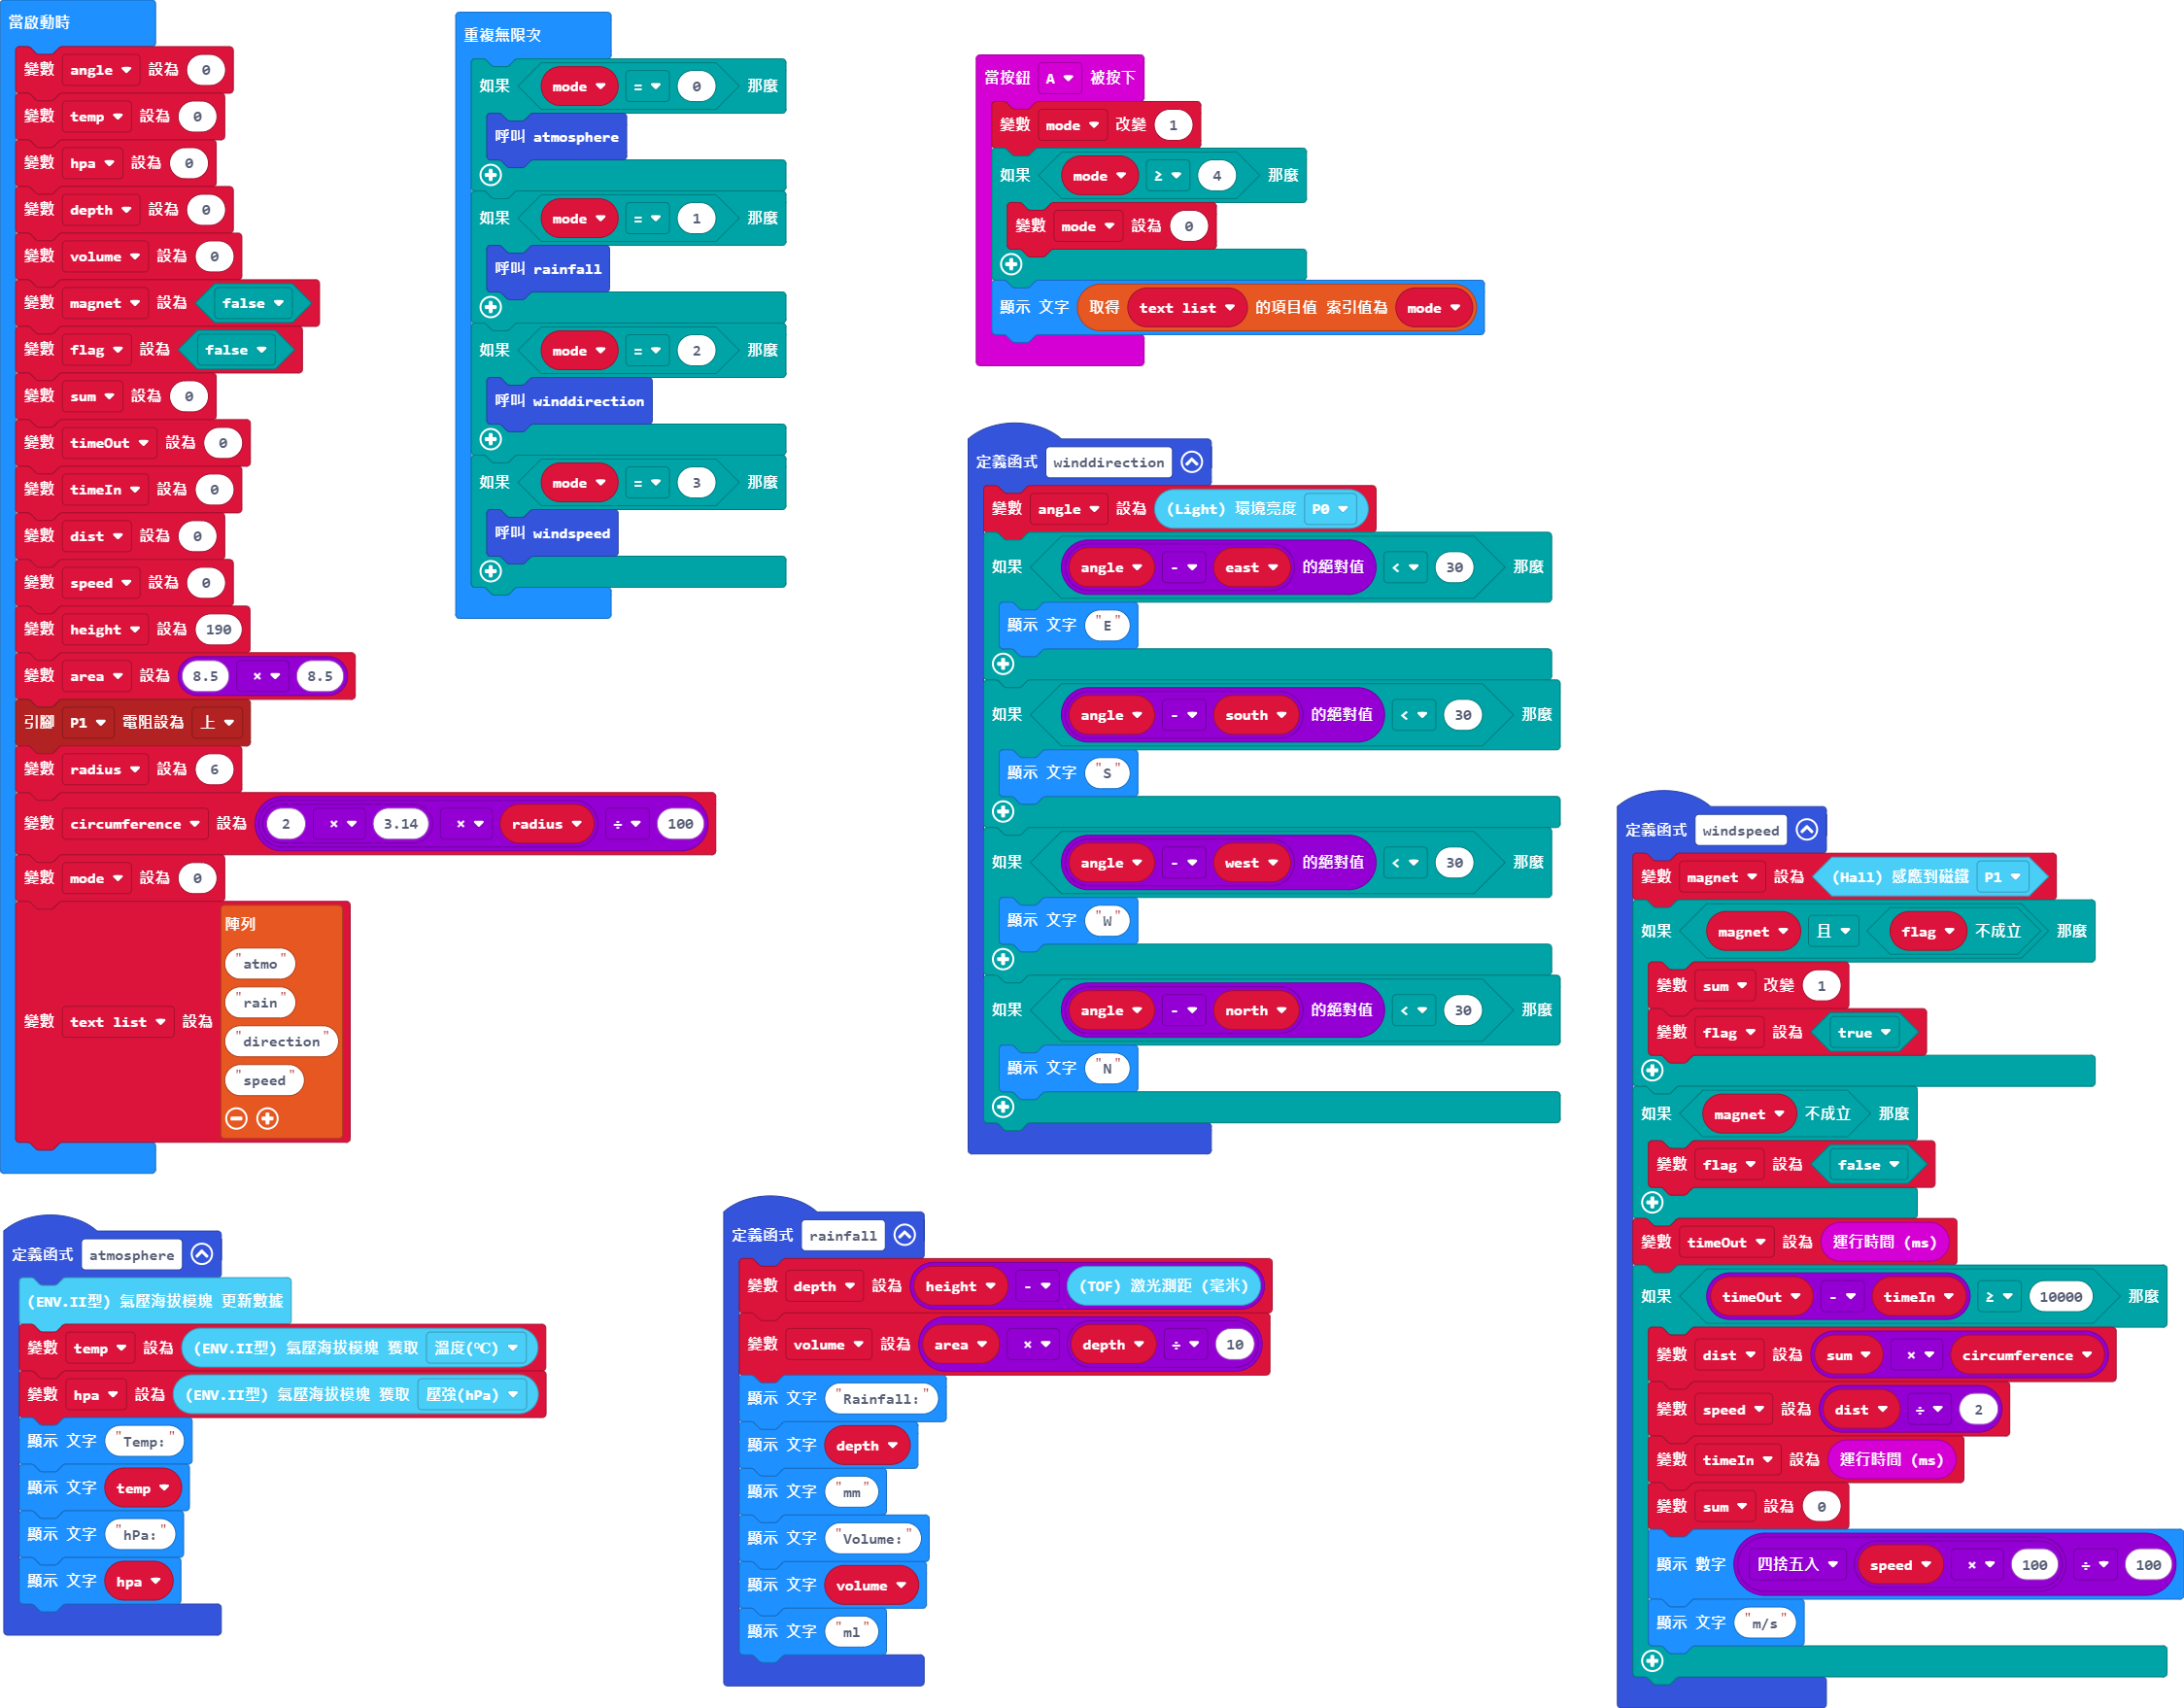 當啟動時
變數 angle 設為 0
變數 temp 設為 0
變數 hpa 設為 0
變數 depth 設為 0
變數 volume 設為 0
變數 magnet 設為 false
變數 flag 設為 false
變數 sum 設為 0
變數 timeOut 設為 0
變數 timeIn 設為 0
變數 dist 設為 0
變數 speed 設為 0
變數 height 設為 190
變數 area 設為 8.5 × 8.5
引腳 P1 電阻設為 上
變數 radius 設為 6
變數 circumference 設為 2 × 3.14 × radius ÷ 100
變數 mode 設為 0
變數 text list 設為 陣列
"atmo"
"rain"
"direction"
"speed"
重複無限次
如果 mode = 0 那麼
呼叫 atmosphere
如果 mode = 1 那麼
呼叫 rainfall
如果 mode = 2 那麼
呼叫 winddirection
如果 mode = 3 那麼
呼叫 windspeed
當按鈕 A 被按下
變數 mode 改變 1
如果 mode ≥ 4 那麼
變數 mode 設為 0
顯示 文字 取得 text list 的項目值 索引值為 mode
定義函式 winddirection
變數 angle 設為 (Light) 環境亮度 P0
如果 angle - east 的絕對值 < 30 那麼
顯示 文字 "E"
如果 angle - south 的絕對值 < 30 那麼
顯示 文字 "S"
如果 angle - west 的絕對值 < 30 那麼
顯示 文字 "W"
如果 angle - north 的絕對值 < 30 那麼
顯示 文字 "N"
定義函式 atmosphere
(ENV.II型) 氣壓海拔模塊 更新數據
變數 temp 設為 (ENV.II型) 氣壓海拔模塊 獲取 溫度(℃)
變數 hpa 設為 (ENV.II型) 氣壓海拔模塊 獲取 壓強(hPa)
顯示 文字 "Temp:"
顯示 文字 temp
顯示 文字 "hPa:"
顯示 文字 hpa
定義函式 rainfall
變數 depth 設為 height - (TOF) 激光測距 (毫米)
變數 volume 設為 area × depth ÷ 10
顯示 文字 "Rainfall:"
顯示 文字 depth
顯示 文字 "mm"
顯示 文字 "Volume:"
顯示 文字 volume
顯示 文字 "ml"
定義函式 windspeed
變數 magnet 設為 (Hall) 感應到磁鐵 P1
如果 magnet 且 flag 不成立 那麼
變數 sum 改變 1
變數 flag 設為 true
如果 magnet 不成立 那麼
變數 flag 設為 false
變數 timeOut 設為 運行時間 (ms)
如果 timeOut - timeIn ≥ 10000 那麼
變數 dist 設為 sum × circumference
變數 speed 設為 dist ÷ 2
變數 timeIn 設為 運行時間 (ms)
變數 sum 設為 0
顯示 數字 四捨五入 speed × 100 ÷ 100
顯示 文字 "m/s"